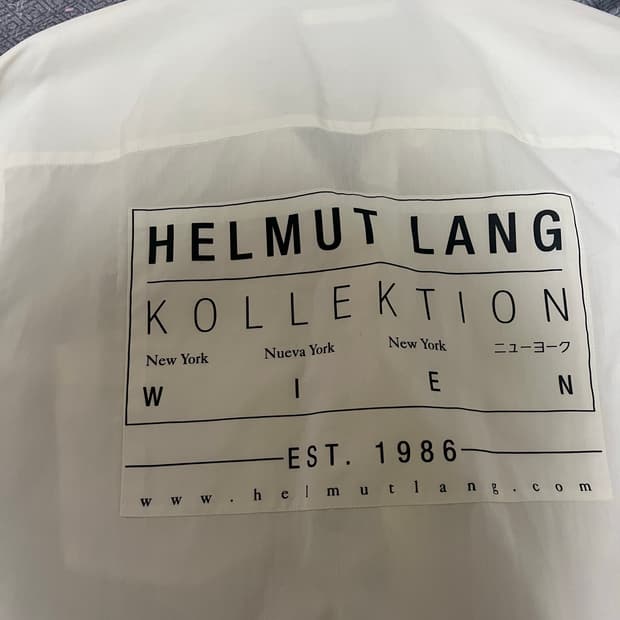 HELMUT LANG
KOLLEKTION
New York Nueva York New York ニューヨーク
WIEN
EST. 1986
www.helmutlang.com